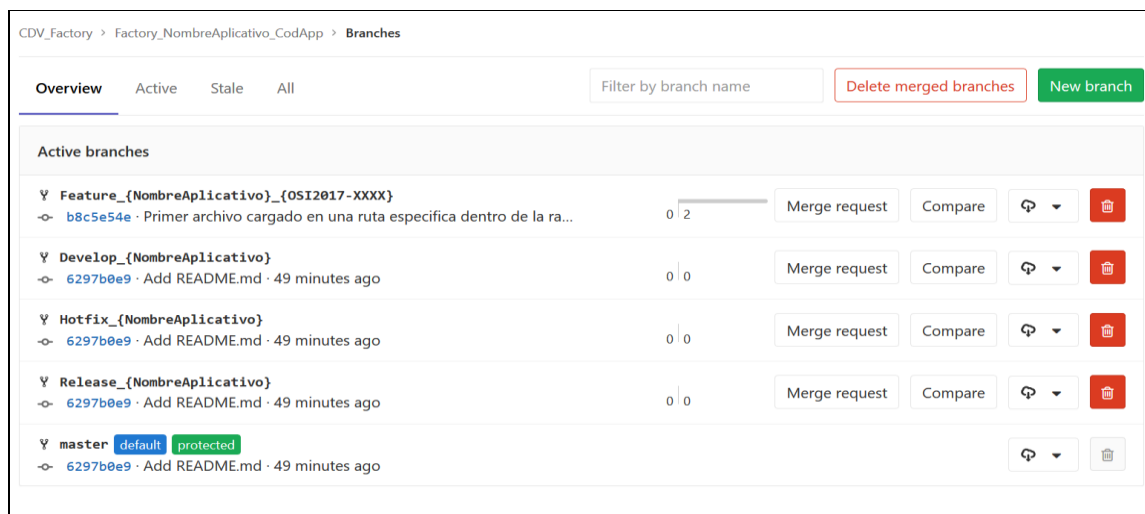 CDV_Factory > Factory_NombreAplicativo_CodApp > Branches
Overview Active Stale All Filter by branch name Delete merged branches New branch
Active branches
Feature_{NombreAplicativo}_{OSI2017-XXXX}
b8c5e54e · Primer archivo cargado en una ruta especifica dentro de la ra...
0 2 Merge request Compare
Develop_{NombreAplicativo}
6297b0e9 · Add README.md · 49 minutes ago
0 0 Merge request Compare
Hotfix_{NombreAplicativo}
6297b0e9 · Add README.md · 49 minutes ago
0 0 Merge request Compare
Release_{NombreAplicativo}
6297b0e9 · Add README.md · 49 minutes ago
0 0 Merge request Compare
master default protected
6297b0e9 · Add README.md · 49 minutes ago